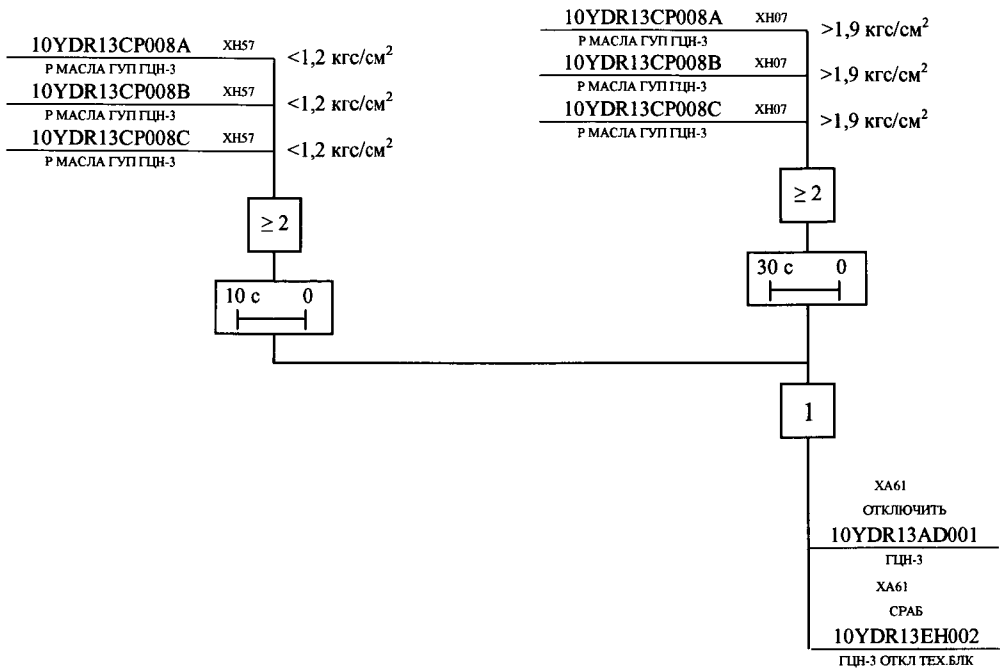 10YDR13CP008A XH57 <1,2 кгс/см²
Р МАСЛА ГУП ГЦН-3
10YDR13CP008B XH57 <1,2 кгс/см²
Р МАСЛА ГУП ГЦН-3
10YDR13CP008C XH57 <1,2 кгс/см²
Р МАСЛА ГУП ГЦН-3
≥ 2
10 с 0
10YDR13CP008A XH07 >1,9 кгс/см²
Р МАСЛА ГУП ГЦН-3
10YDR13CP008B XH07 >1,9 кгс/см²
Р МАСЛА ГУП ГЦН-3
10YDR13CP008C XH07 >1,9 кгс/см²
Р МАСЛА ГУП ГЦН-3
≥ 2
30 с 0
1
XA61
ОТКЛЮЧИТЬ
10YDR13AD001
ГЦН-3
XA61
СРАБ
10YDR13EH002
ГЦН-3 ОТКЛ ТЕХ.БЛК